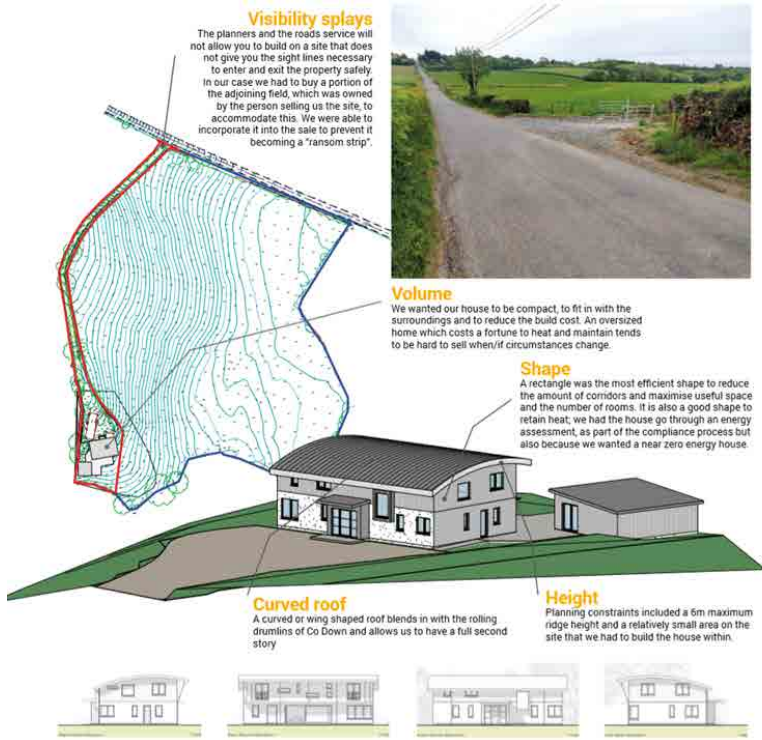 Visibility splays
The planners and the roads service will
not allow you to build on a site that does
not give you the sight lines necessary
to enter and exit the property safely.
In our case we had to buy a portion of
the adjoining field, which was owned
by the person selling us the site, to
accommodate this. We were able to
incorporate it into the sale to prevent it
becoming a "ransom strip".
Volume
We wanted our house to be compact, to fit in with the
surroundings and to reduce the build cost. An oversized
home which costs a fortune to heat and maintain tends
to be hard to sell when/if circumstances change.
Shape
A rectangle was the most efficient shape to reduce
the amount of corridors and maximise useful space
and the number of rooms. It is also a good shape to
retain heat; we had the house go through an energy
assessment, as part of the compliance process but
also because we wanted a near zero energy house.
Curved roof
A curved or wing shaped roof blends in with the rolling
drumlins of Co Down and allows us to have a full second
story
Height
Planning constraints included a 6m maximum
ridge height and a relatively small area on the
site that we had to build the house within.